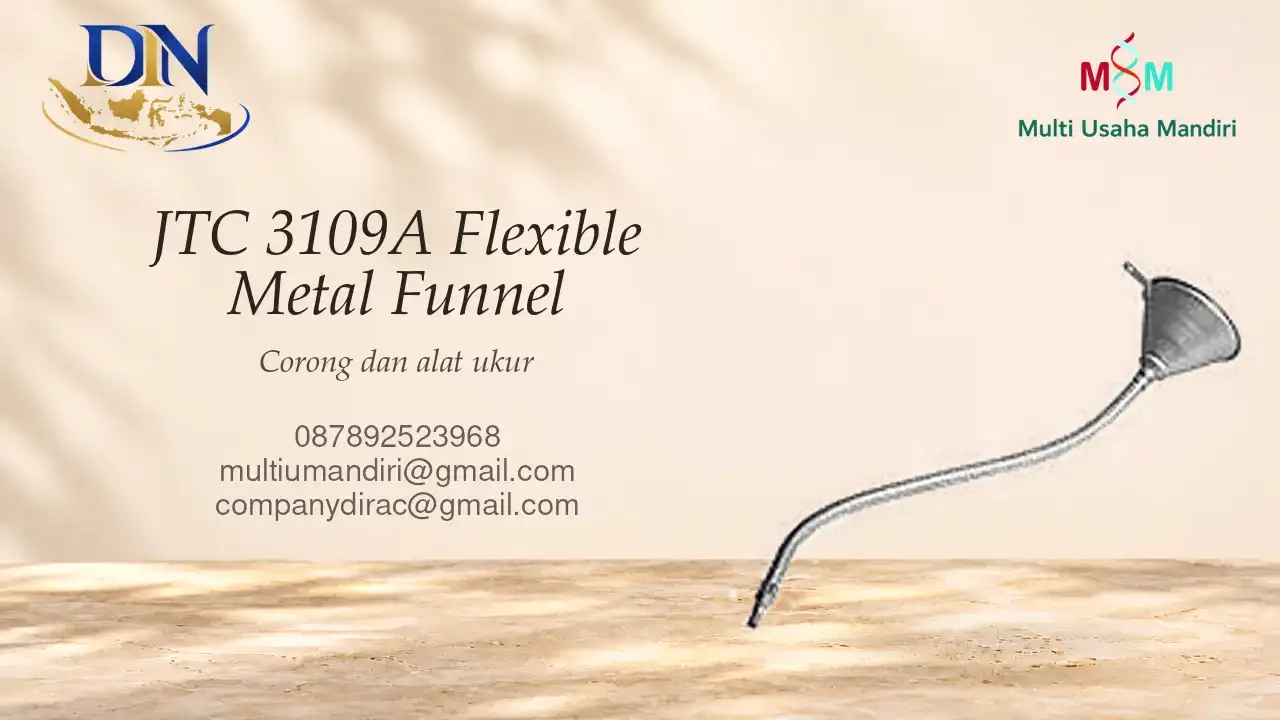 DIN
MSM
Multi Usaha Mandiri
JTC 3109A Flexible
Metal Funnel
Corong dan alat ukur
087892523968
multiumandiri@gmail.com
companydirac@gmail.com